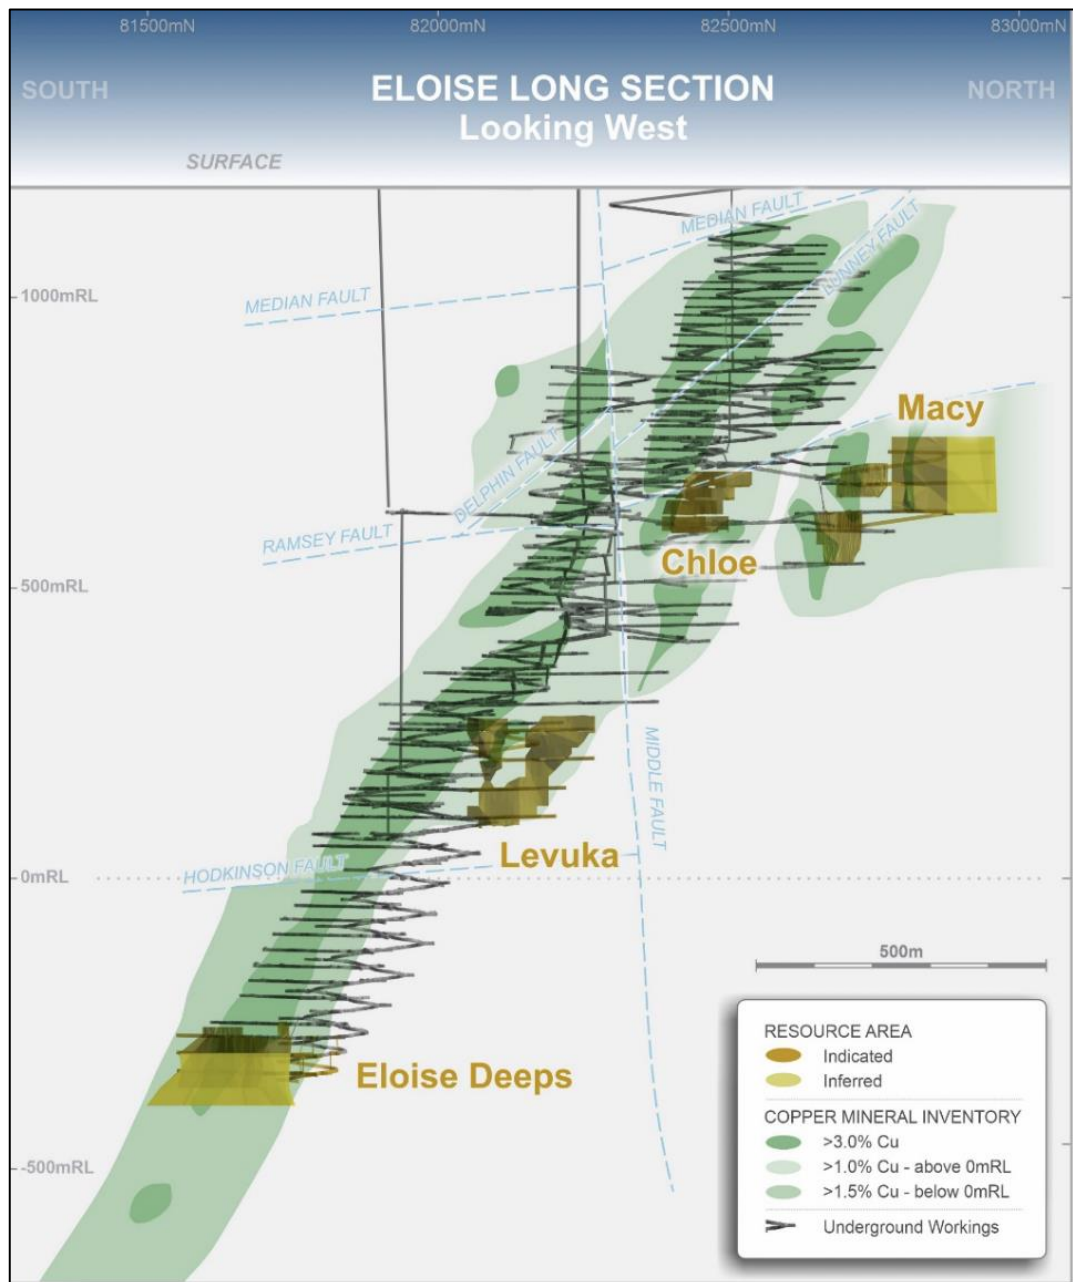 81500mN
82000mN
82500mN
83000mN
SOUTH
ELOISE LONG SECTION
NORTH
Looking West
SURFACE
MEDIAN FAULT
LUNNEY FAULT
MEDIAN FAULT
1000mRL
Macy
DELPHIN FAULT
RAMSEY FAULT
Chloe
500mRL
MIDDLE FAULT
Levuka
HODKINSON FAULT
0mRL
500m
Eloise Deeps
-500mRL
RESOURCE AREA
Indicated
Inferred
COPPER MINERAL INVENTORY
>3.0% Cu
>1.0% Cu - above 0mRL
>1.5% Cu - below 0mRL
Underground Workings